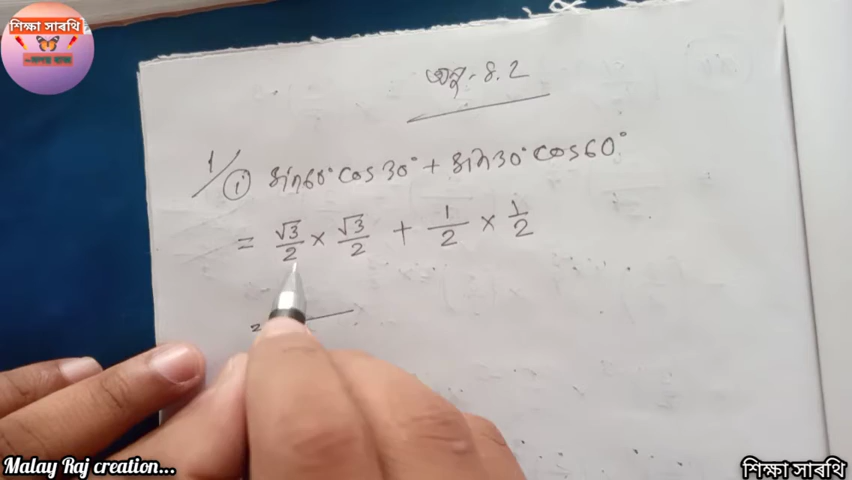 শিক্ষা সাৰথি
অনু- 8.2
1/ (i) sin60° cos30° + sin30° cos60°
= √3/2 × √3/2 + 1/2 × 1/2
Malay Raj creation...
শিক্ষা সাৰথি